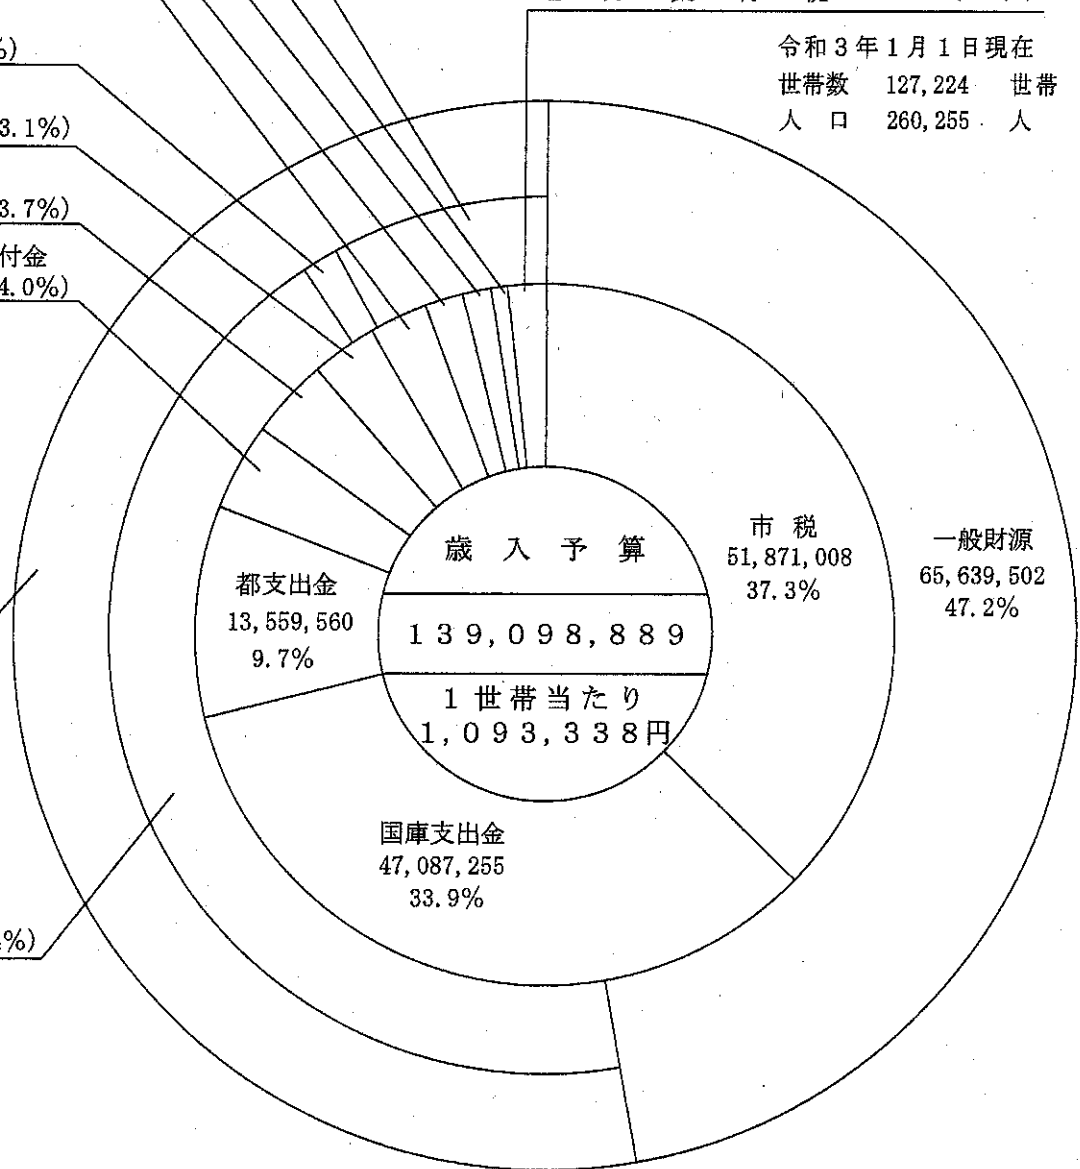 令和3年1月1日現在
世帯数 127,224 世帯
人口 260,255 人
%)
3.1%)
3.7%)
付金
4.0%)
%)
歳入予算
139,098,889
1世帯当たり
1,093,338円
市税
51,871,008
37.3%
一般財源
65,639,502
47.2%
都支出金
13,559,560
9.7%
国庫支出金
47,087,255
33.9%